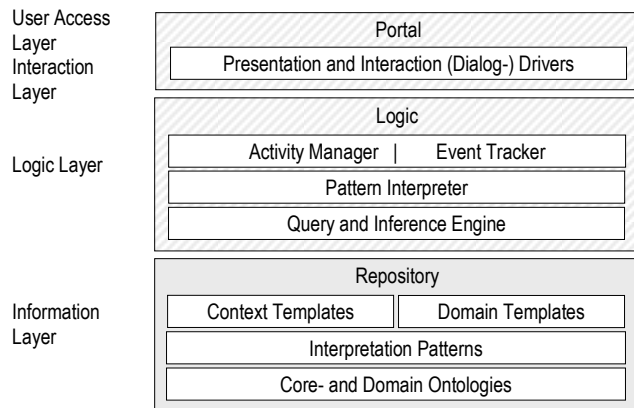 User Access
Layer
Interaction
Layer
Portal
Presentation and Interaction (Dialog-) Drivers
Logic Layer
Logic
Activity Manager | Event Tracker
Pattern Interpreter
Query and Inference Engine
Information
Layer
Repository
Context Templates
Domain Templates
Interpretation Patterns
Core- and Domain Ontologies